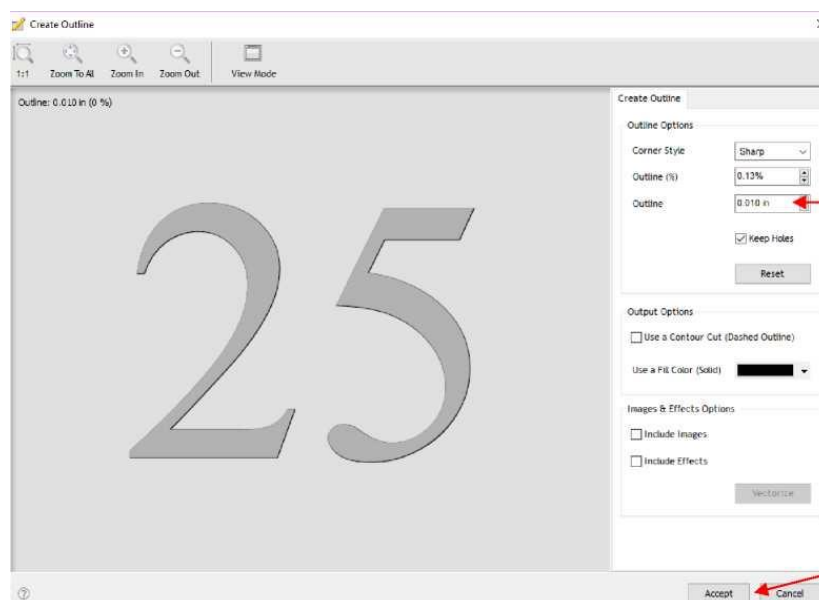 Create Outline
1:1 Zoom To All Zoom In Zoom Out View Mode
Outline: 0.010 in (0 %)
25
Create Outline
Outline Options
Corner Style Sharp
Outline (%) 0.13%
Outline 0.010 in
Keep Holes
Reset
Output Options
Use a Contour Cut (Dashed Outline)
Use a Fill Color (Solid)
Images & Effects Options
Include Images
Include Effects
Vectorize
Accept Cancel